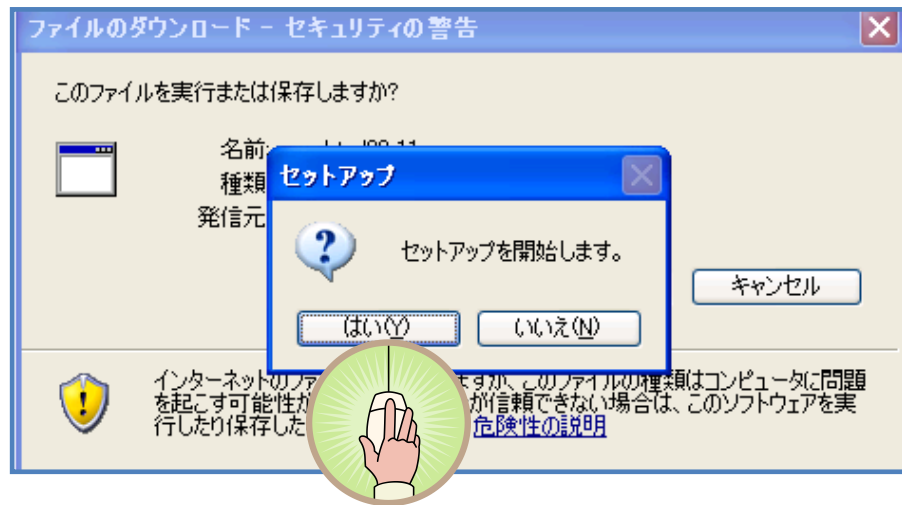 ファイルのダウンロード - セキュリティの警告
このファイルを実行または保存しますか?
名前:
種類
発信元
セットアップ
セットアップを開始します。
はい(Y)
いいえ(N)
キャンセル
インターネットのファ ますが、このファイルの種類はコンピュータに問題
を起こす可能性が が信頼できない場合は、このソフトウェアを実
行したり保存した 危険性の説明